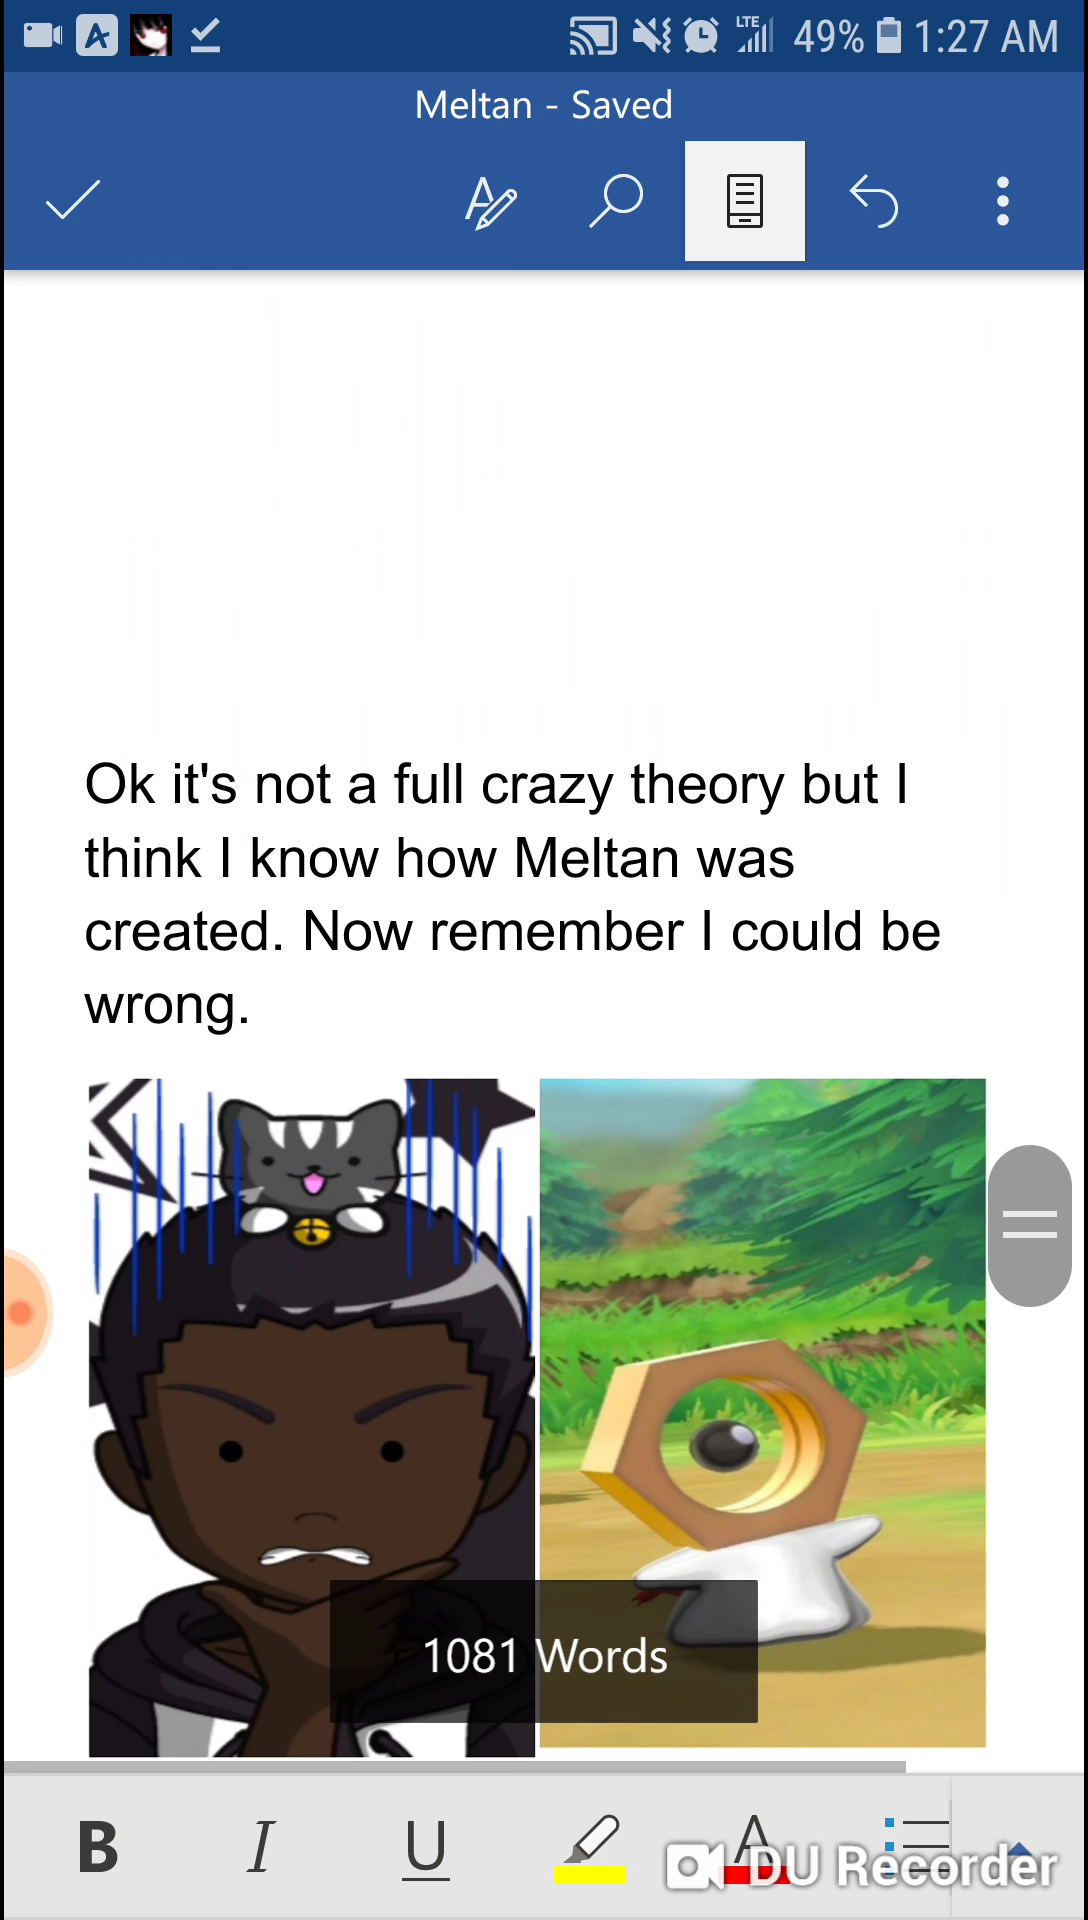 LTE 49% 1:27 AM
Meltan - Saved
Ok it's not a full crazy theory but I
think I know how Meltan was
created. Now remember I could be
wrong.
1081 Words
B I U A
DU Recorder